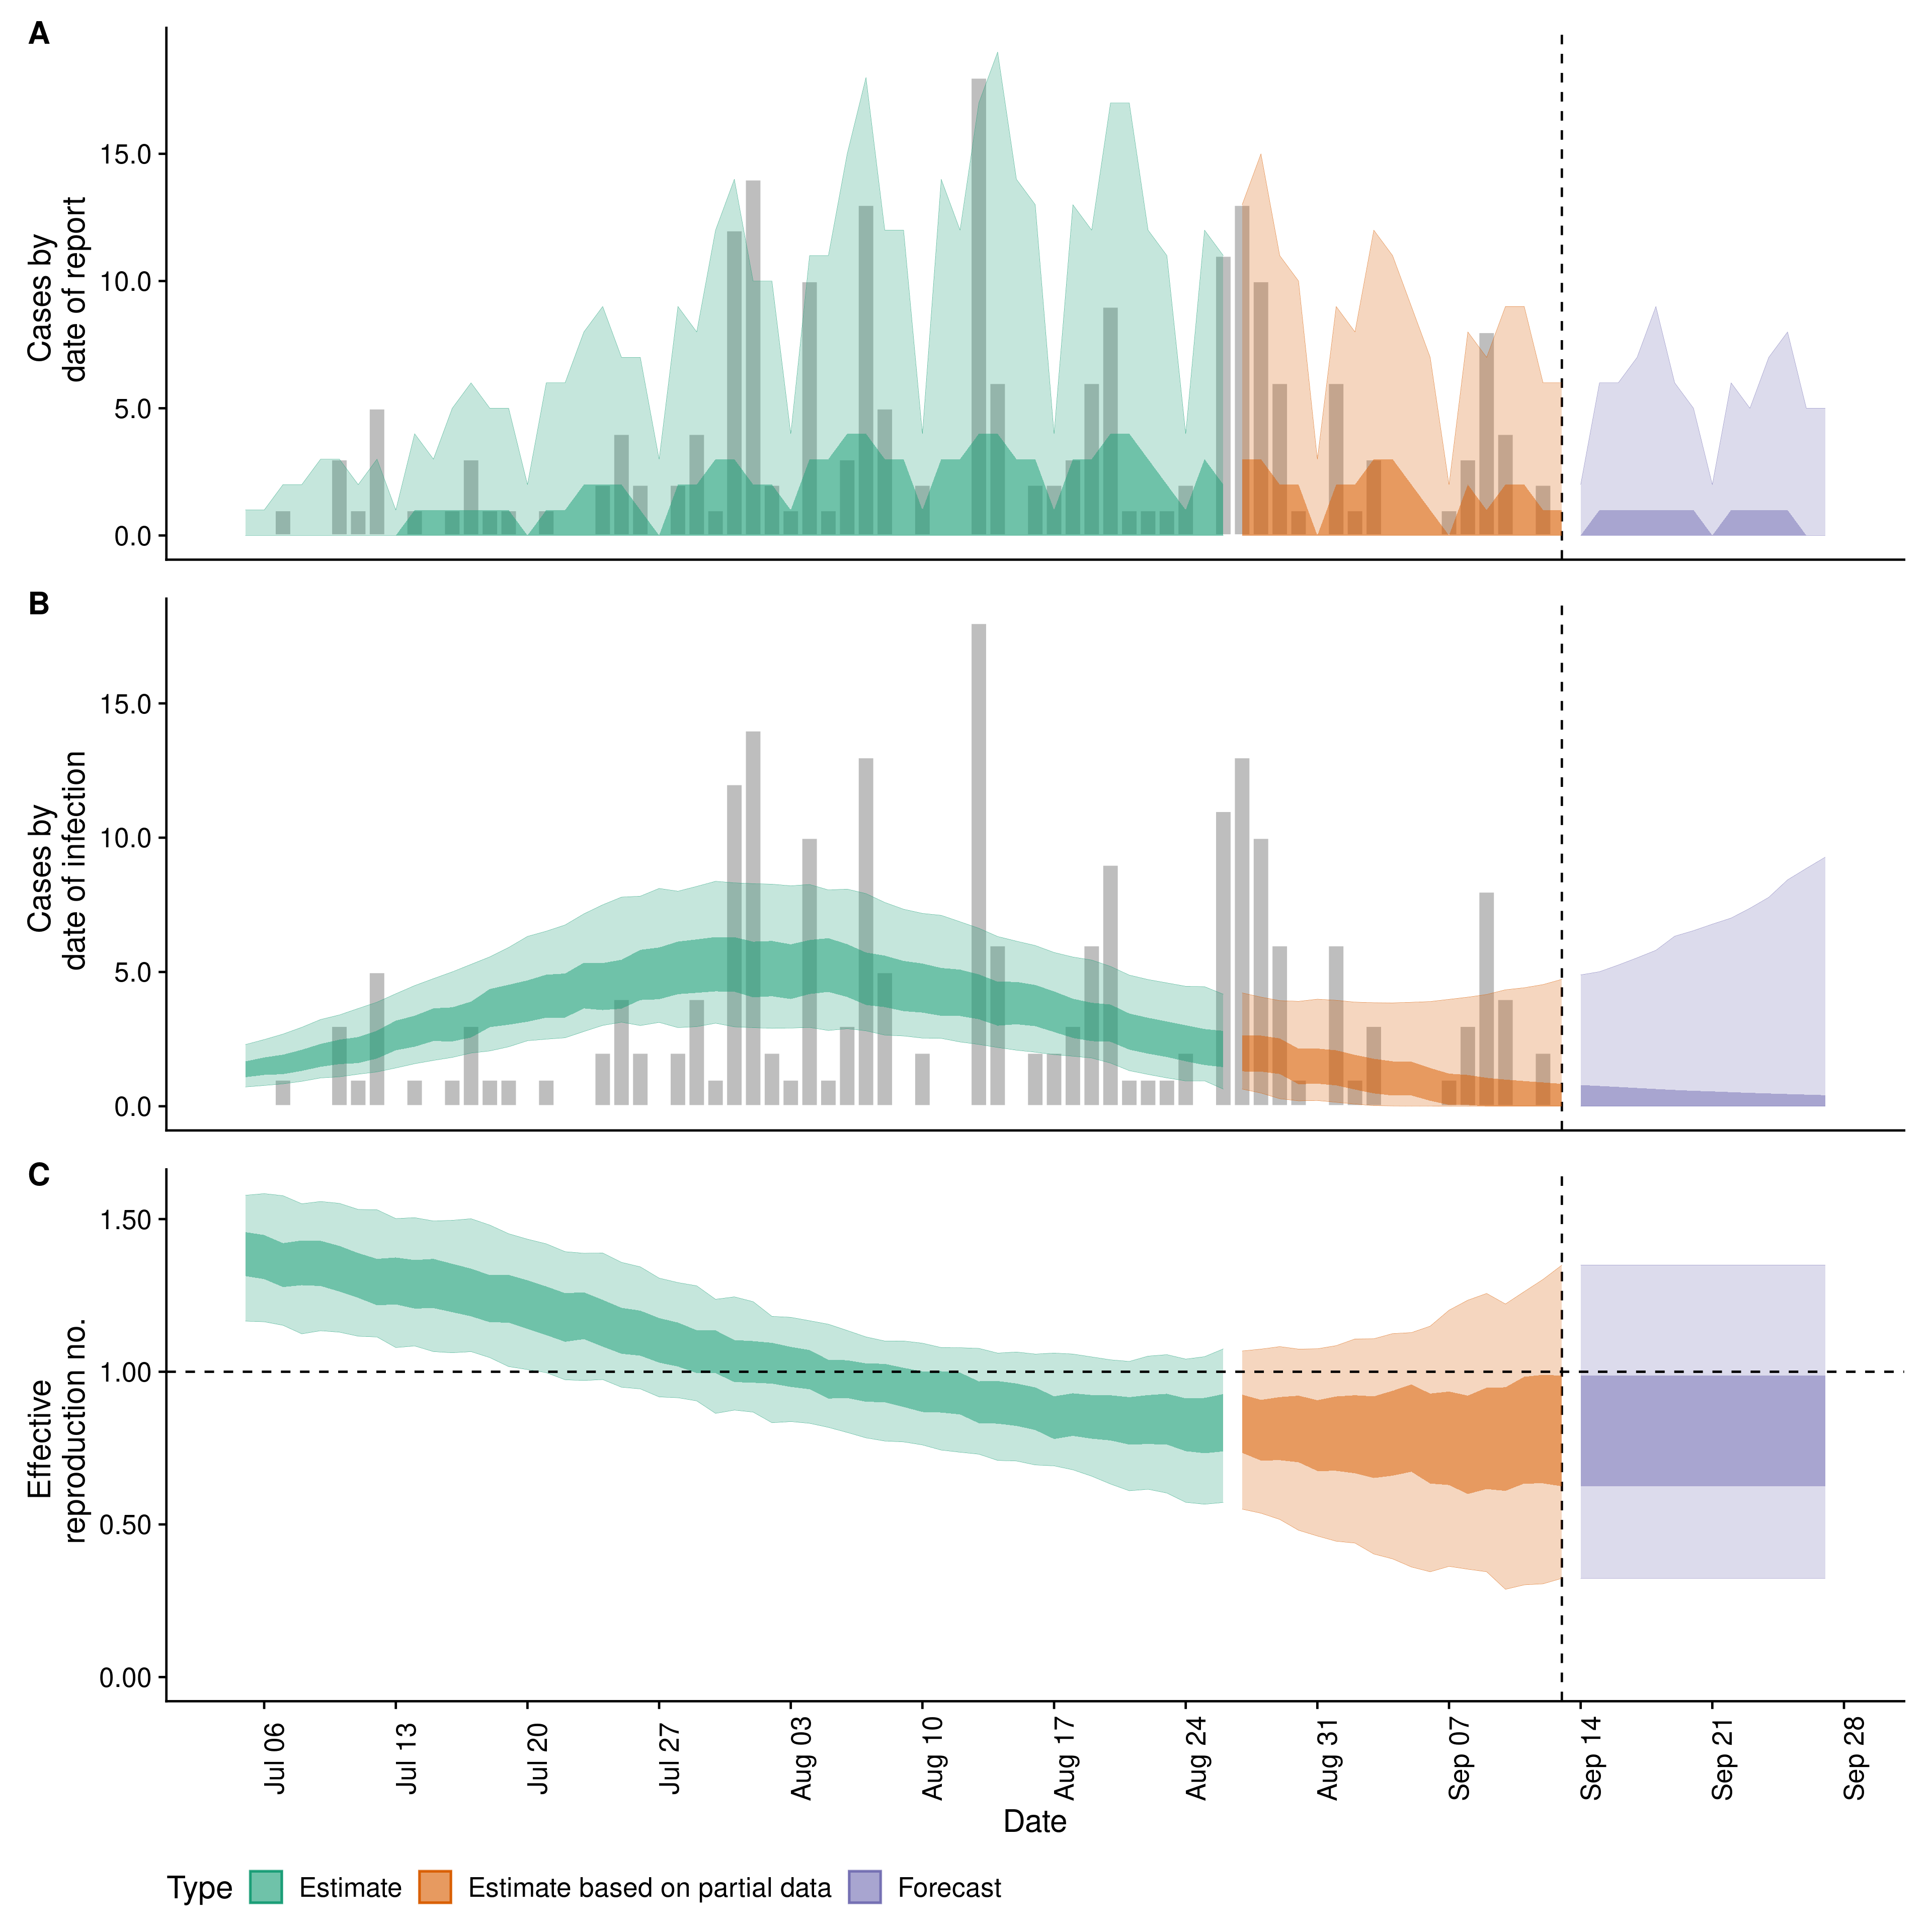 A
Cases by
date of report
15.0
10.0
5.0
0.0
B
Cases by
date of infection
15.0
10.0
5.0
0.0
C
Effective
reproduction no.
1.50
1.00
0.50
0.00
Jul 06
Jul 13
Jul 20
Jul 27
Aug 03
Aug 10
Aug 17
Aug 24
Aug 31
Sep 07
Sep 14
Sep 21
Sep 28
Date
Type Estimate Estimate based on partial data Forecast